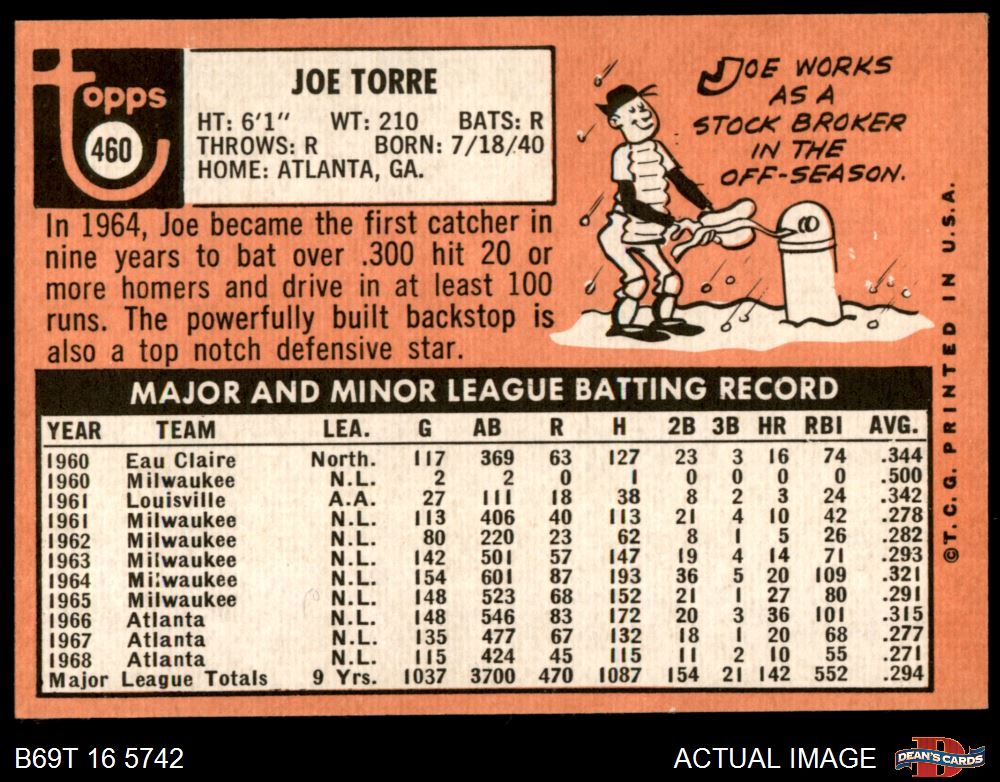 Topps
460
JOE TORRE
HT: 6'1" WT: 210 BATS: R
THROWS: R BORN: 7/18/40
HOME: ATLANTA, GA.
In 1964, Joe became the first catcher in
nine years to bat over .300 hit 20 or
more homers and drive in at least 100
runs. The powerfully built backstop is
also a top notch defensive star.
JOE WORKS
AS A
STOCK BROKER
IN THE
OFF-SEASON.
MAJOR AND MINOR LEAGUE BATTING RECORD
YEAR TEAM LEA. G AB R H 2B 3B HR RBI AVG.
1960 Eau Claire North. 117 369 63 127 23 3 16 74 .344
1960 Milwaukee N.L. 2 2 0 1 0 0 0 0 .500
1961 Louisville A.A. 27 111 18 38 8 2 3 24 .342
1961 Milwaukee N.L. 113 406 40 113 21 4 10 42 .278
1962 Milwaukee N.L. 80 220 23 62 8 1 5 26 .282
1963 Milwaukee N.L. 142 501 57 147 19 4 14 71 .293
1964 Milwaukee N.L. 154 601 87 193 36 5 20 109 .321
1965 Milwaukee N.L. 148 523 68 152 21 1 27 80 .291
1966 Atlanta N.L. 148 546 83 172 20 3 36 101 .315
1967 Atlanta N.L. 135 477 67 132 18 1 20 68 .277
1968 Atlanta N.L. 115 424 45 115 11 2 10 55 .271
Major League Totals 9 Yrs. 1037 3700 470 1087 154 21 142 552 .294
©T.C.G. PRINTED IN U.S.A.
B69T 16 5742
ACTUAL IMAGE
D
DEAN'S CARDS